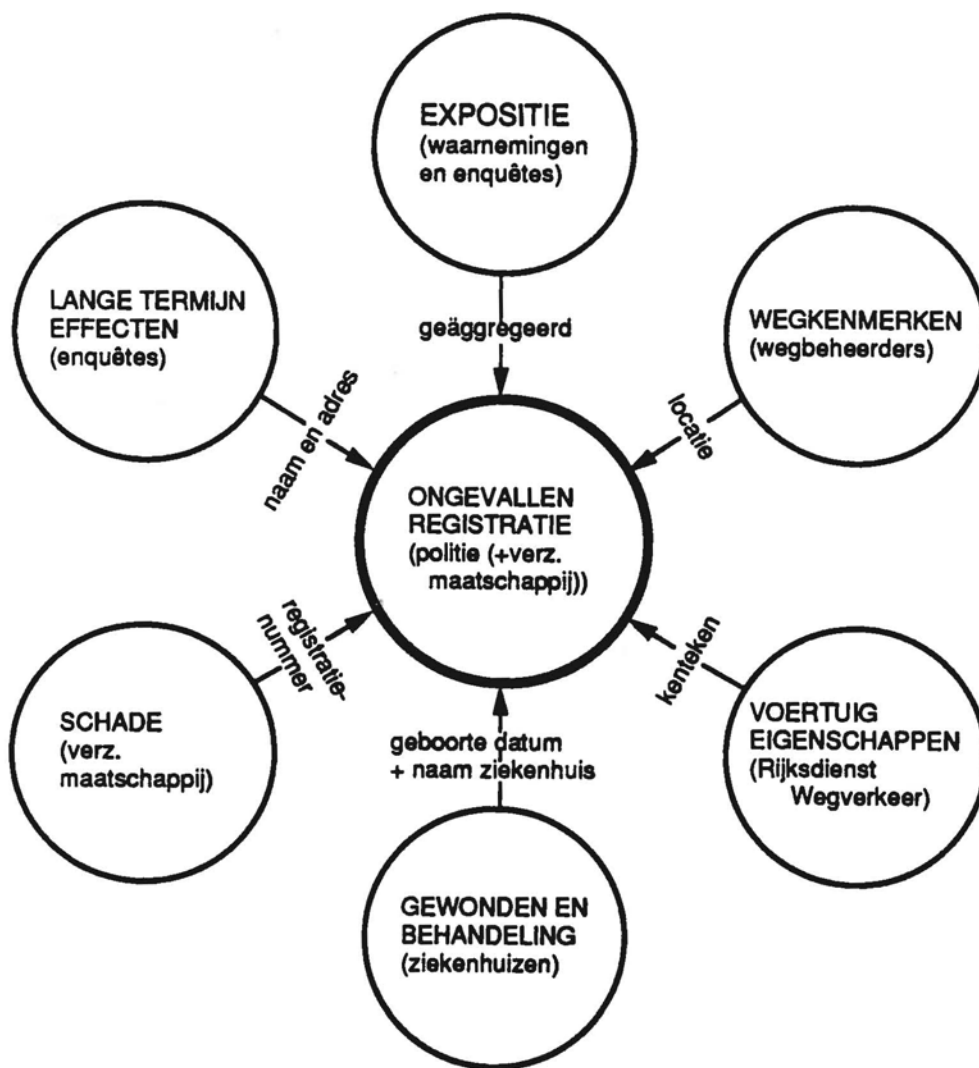 EXPOSITIE
(waarnemingen
en enquêtes)
geäggregeerd
LANGE TERMIJN
EFFECTEN
(enquêtes)
naam en adres
WEGKENMERKEN
(wegbeheerders)
locatie
ONGEVALLEN
REGISTRATIE
(politie (+verz.
maatschappij))
registratie-
nummer
SCHADE
(verz.
maatschappij)
kenteken
VOERTUIG
EIGENSCHAPPEN
(Rijksdienst
Wegverkeer)
geboorte datum
+ naam ziekenhuis
GEWONDEN EN
BEHANDELING
(ziekenhuizen)